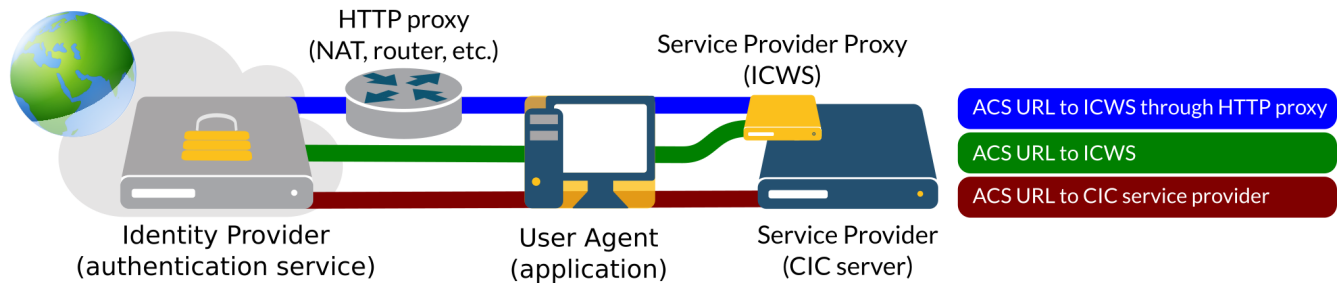 HTTP proxy
(NAT, router, etc.)
Service Provider Proxy
(ICWS)
ACS URL to ICWS through HTTP proxy
ACS URL to ICWS
ACS URL to CIC service provider
Identity Provider
(authentication service)
User Agent
(application)
Service Provider
(CIC server)